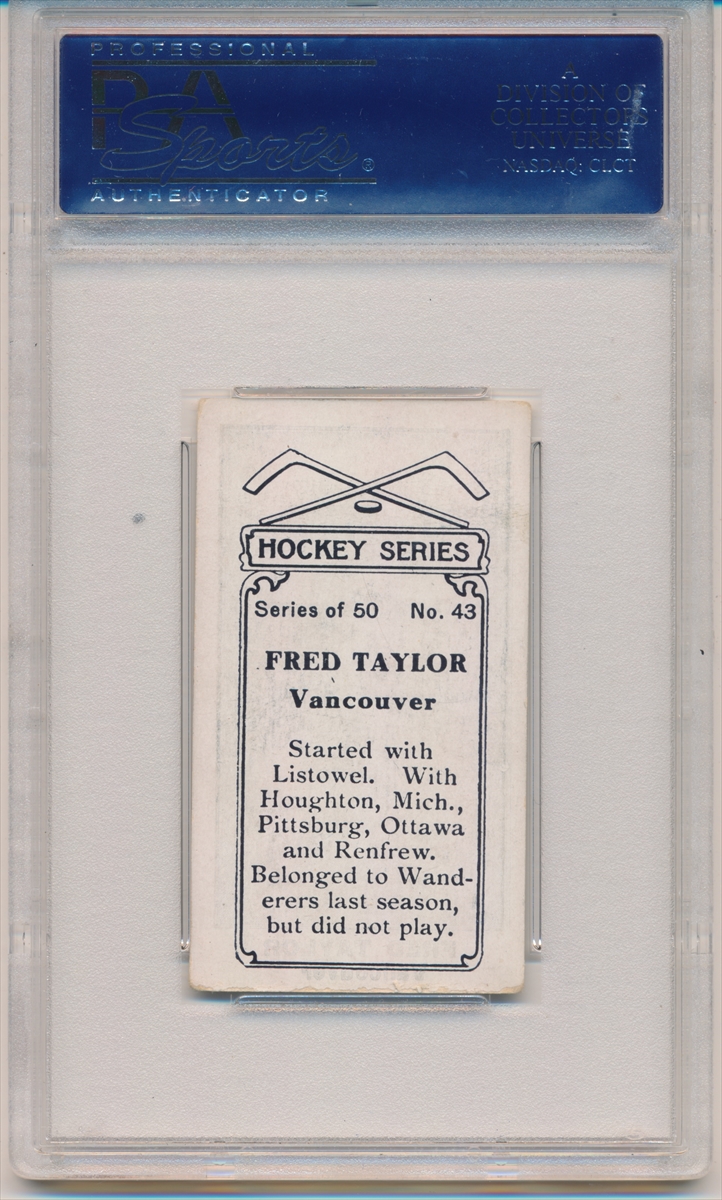 PROFESSIONAL
PSA
Sports®
AUTHENTICATOR
A
DIVISION OF
COLLECTORS
UNIVERSE
NASDAQ: CLCT
HOCKEY SERIES
Series of 50 No. 43
FRED TAYLOR
Vancouver
Started with
Listowel. With
Houghton, Mich.,
Pittsburg, Ottawa
and Renfrew.
Belonged to Wand-
erers last season,
but did not play.